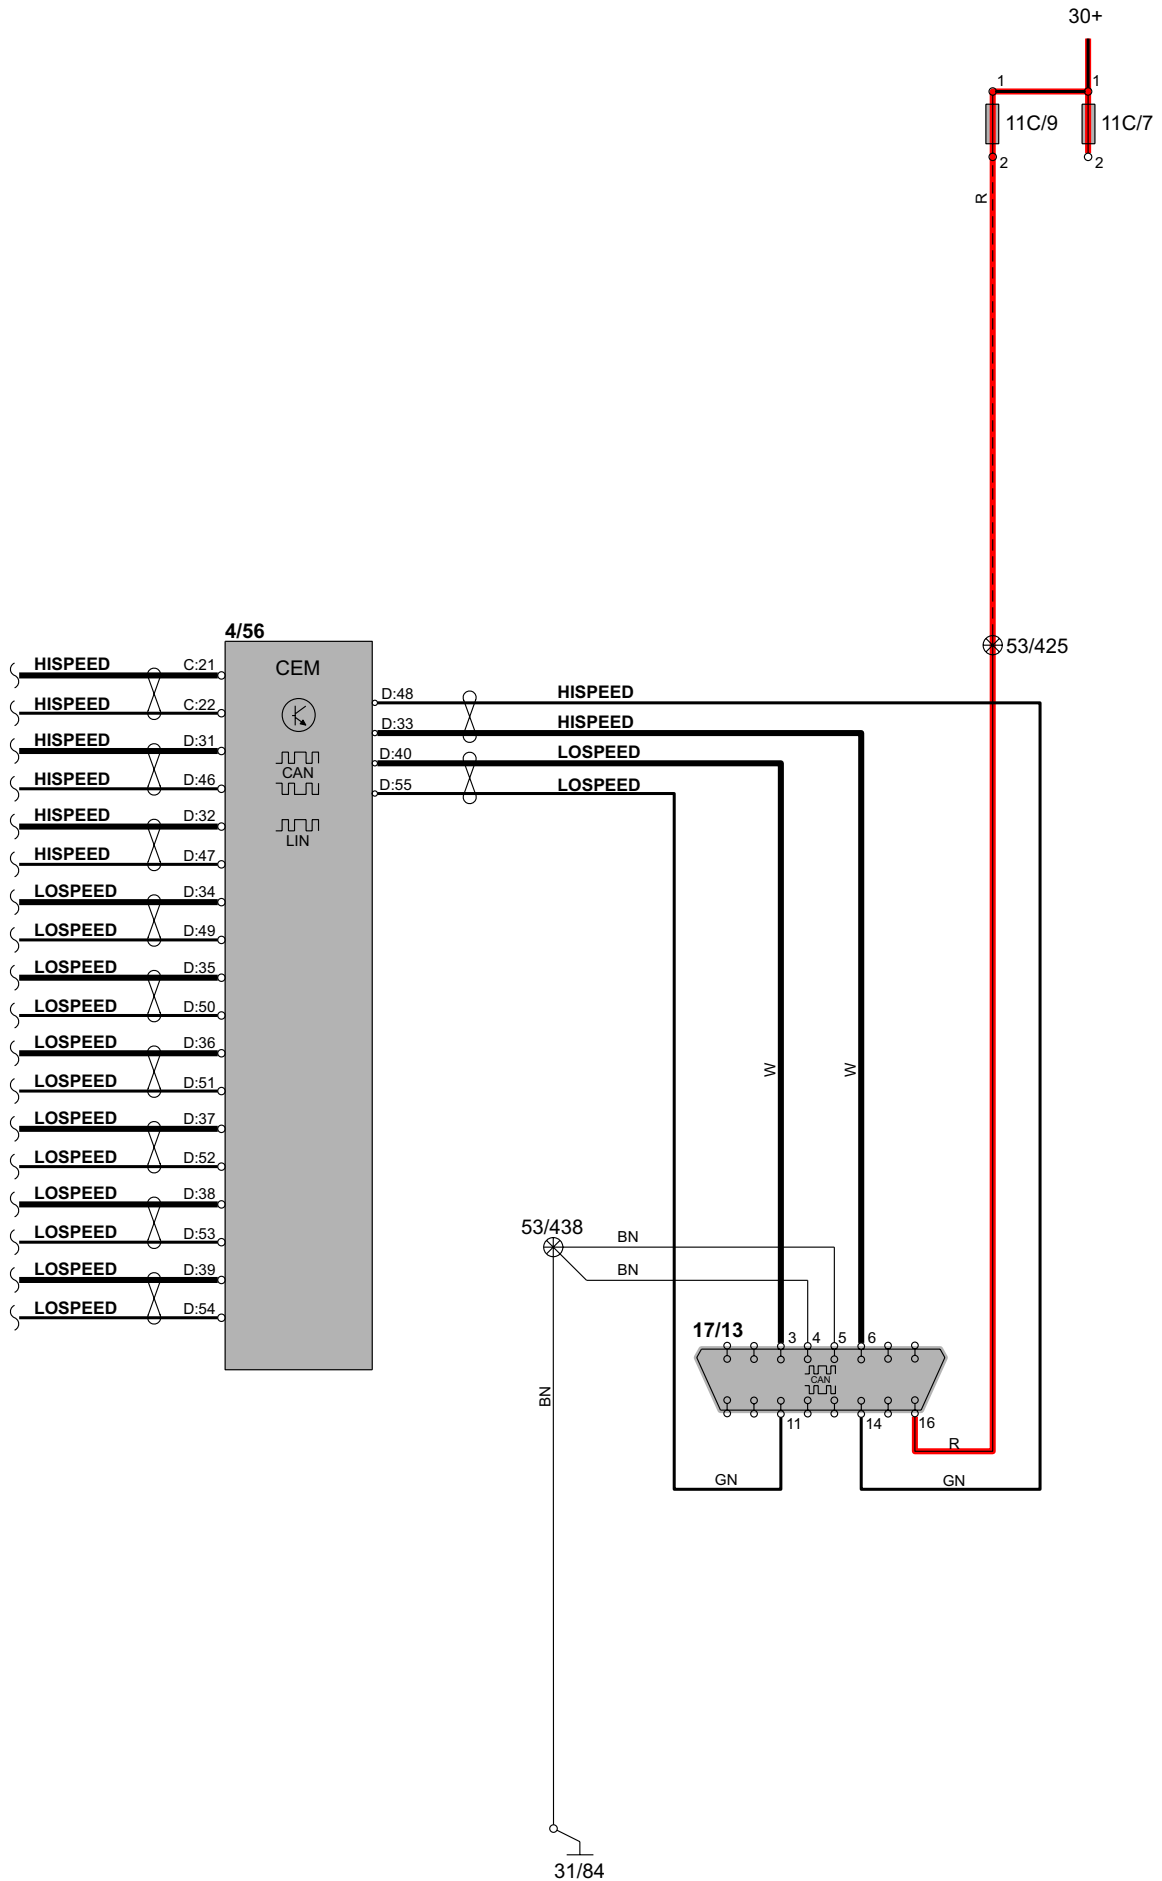 30+
1
1
11C/9
11C/7
2
2
R
53/425
4/56
CEM
CAN
LIN
HISPEED C:21
HISPEED C:22
HISPEED D:31
HISPEED D:46
HISPEED D:32
HISPEED D:47
LOSPEED D:34
LOSPEED D:49
LOSPEED D:35
LOSPEED D:50
LOSPEED D:36
LOSPEED D:51
LOSPEED D:37
LOSPEED D:52
LOSPEED D:38
LOSPEED D:53
LOSPEED D:39
LOSPEED D:54
D:48 HISPEED
D:33 HISPEED
D:40 LOSPEED
D:55 LOSPEED
W
W
53/438
BN
BN
BN
17/13
3
4
5
6
CAN
11
14
16
R
GN
GN
31/84